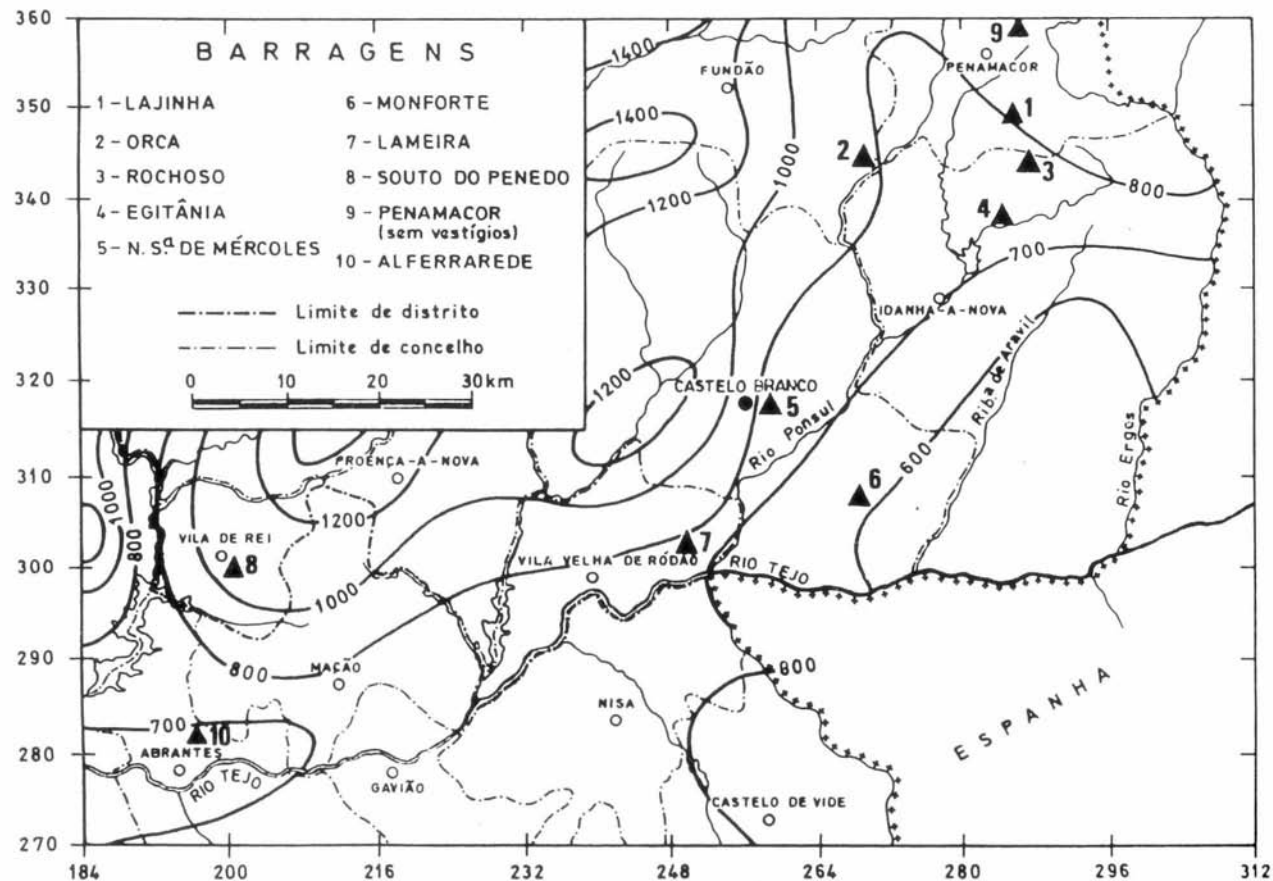 BARRAGENS
1 - LAJINHA
2 - ORCA
3 - ROCHOSO
4 - EGITÂNIA
5 - N. S.ª DE MÉRCOLES
6 - MONFORTE
7 - LAMEIRA
8 - SOUTO DO PENEDO
9 - PENAMACOR
(sem vestígios)
10 - ALFERRAREDE
Limite de distrito
Limite de concelho
0 10 20 30 km
360
350
340
330
320
310
300
290
280
270
184 200 216 232 248 264 280 296 312
1400
FUNDÃO
9
PENAMACOR
1400
1
1000
2
3
800
1200
4
700
IDANHA-A-NOVA
Rib.ª de Aravil
1200
CASTELO BRANCO
5
Rio Ponsul
600
Rio Erges
PROENÇA-A-NOVA
6
1000
1200
800
VILA DE REI
8
7
VILA VELHA DE RÓDÃO
RIO TEJO
1000
800
MAÇÃO
800
NISA
ESPANHA
700
10
ABRANTES
RIO TEJO
GAVIÃO
CASTELO DE VIDE